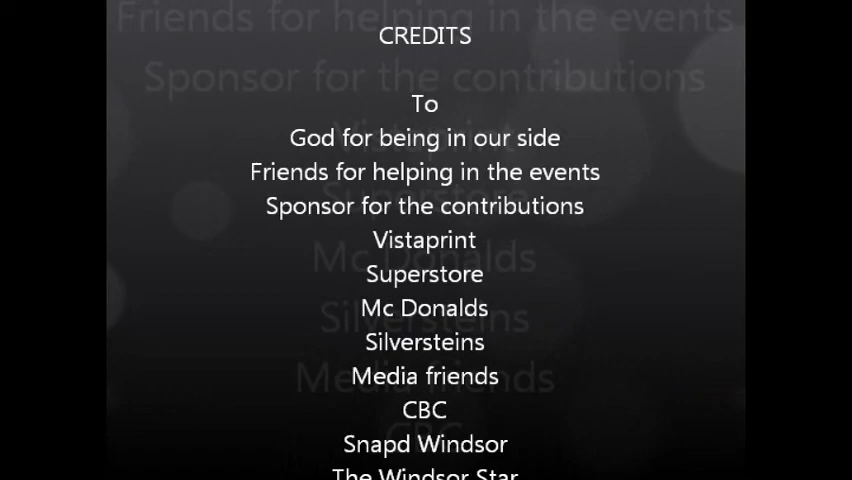 CREDITS
To
God for being in our side
Friends for helping in the events
Sponsor for the contributions
Vistaprint
Superstore
Mc Donalds
Silversteins
Media friends
CBC
Snapd Windsor
The Windsor Star